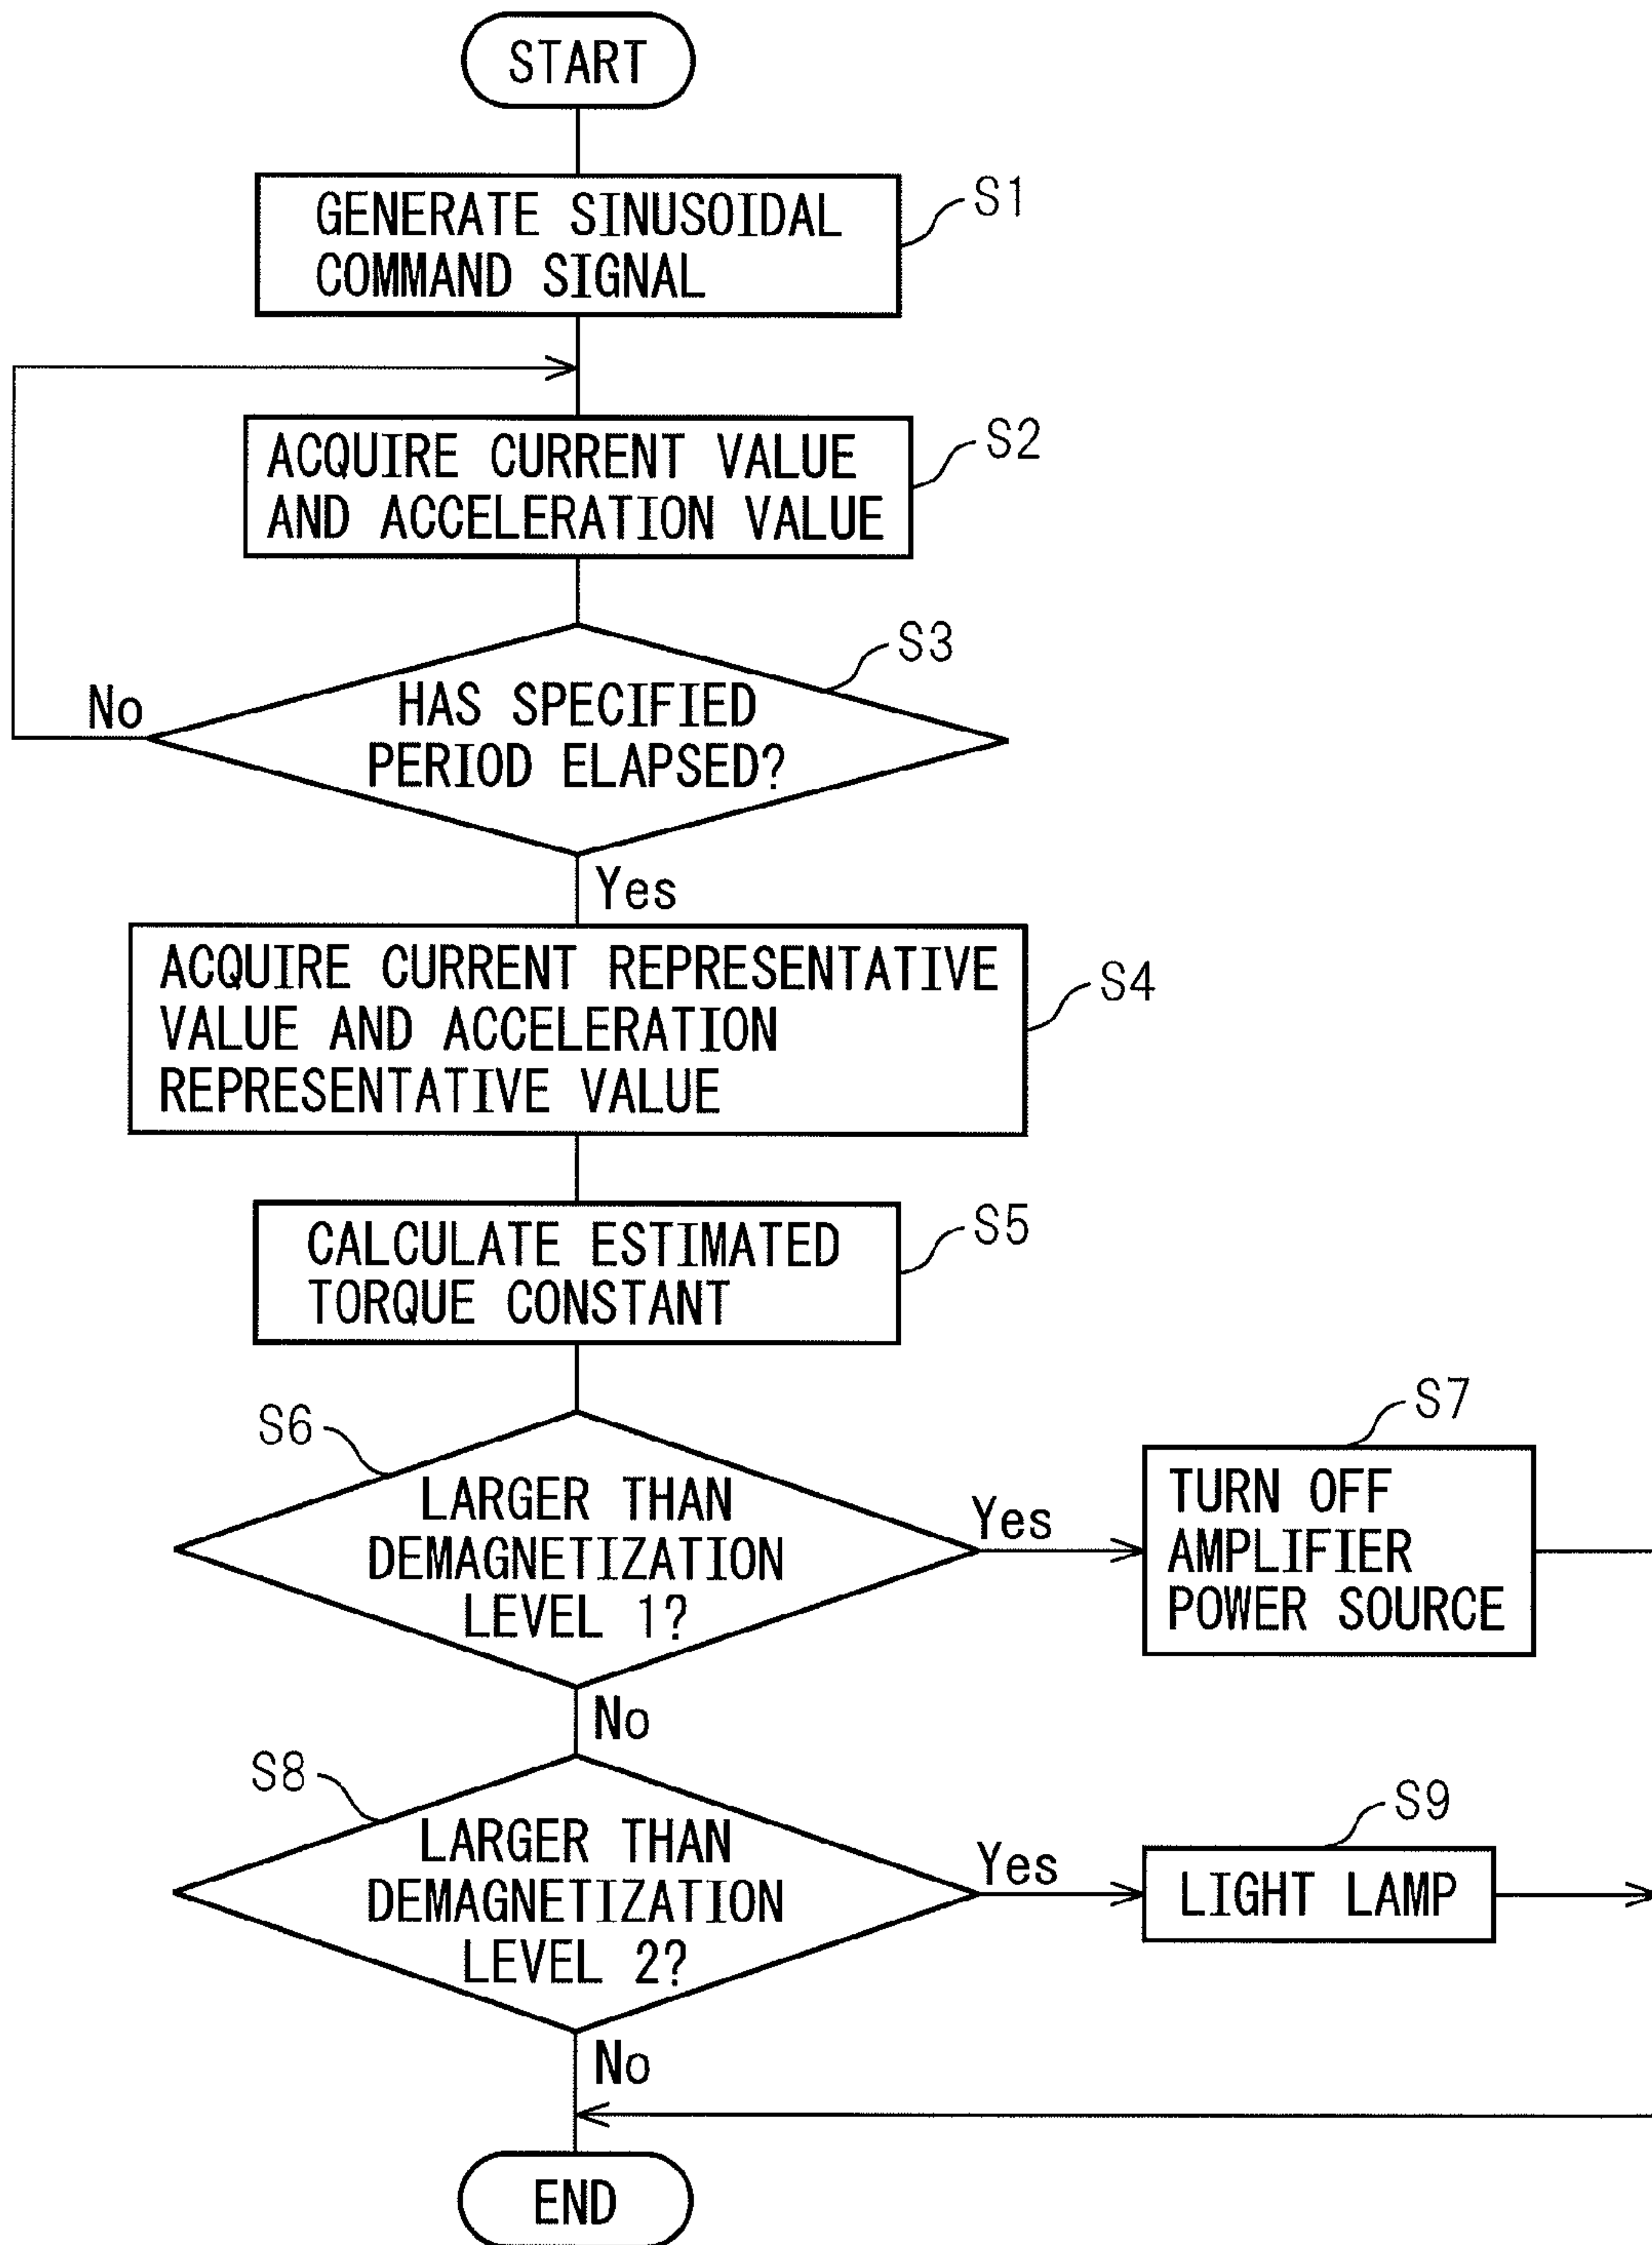 START
GENERATE SINUSOIDAL
COMMAND SIGNAL
S1
ACQUIRE CURRENT VALUE
AND ACCELERATION VALUE
S2
HAS SPECIFIED
PERIOD ELAPSED?
S3
No
Yes
ACQUIRE CURRENT REPRESENTATIVE
VALUE AND ACCELERATION
REPRESENTATIVE VALUE
S4
CALCULATE ESTIMATED
TORQUE CONSTANT
S5
S6
LARGER THAN
DEMAGNETIZATION
LEVEL 1?
Yes
S7
TURN OFF
AMPLIFIER
POWER SOURCE
No
S8
LARGER THAN
DEMAGNETIZATION
LEVEL 2?
Yes
S9
LIGHT LAMP
No
END